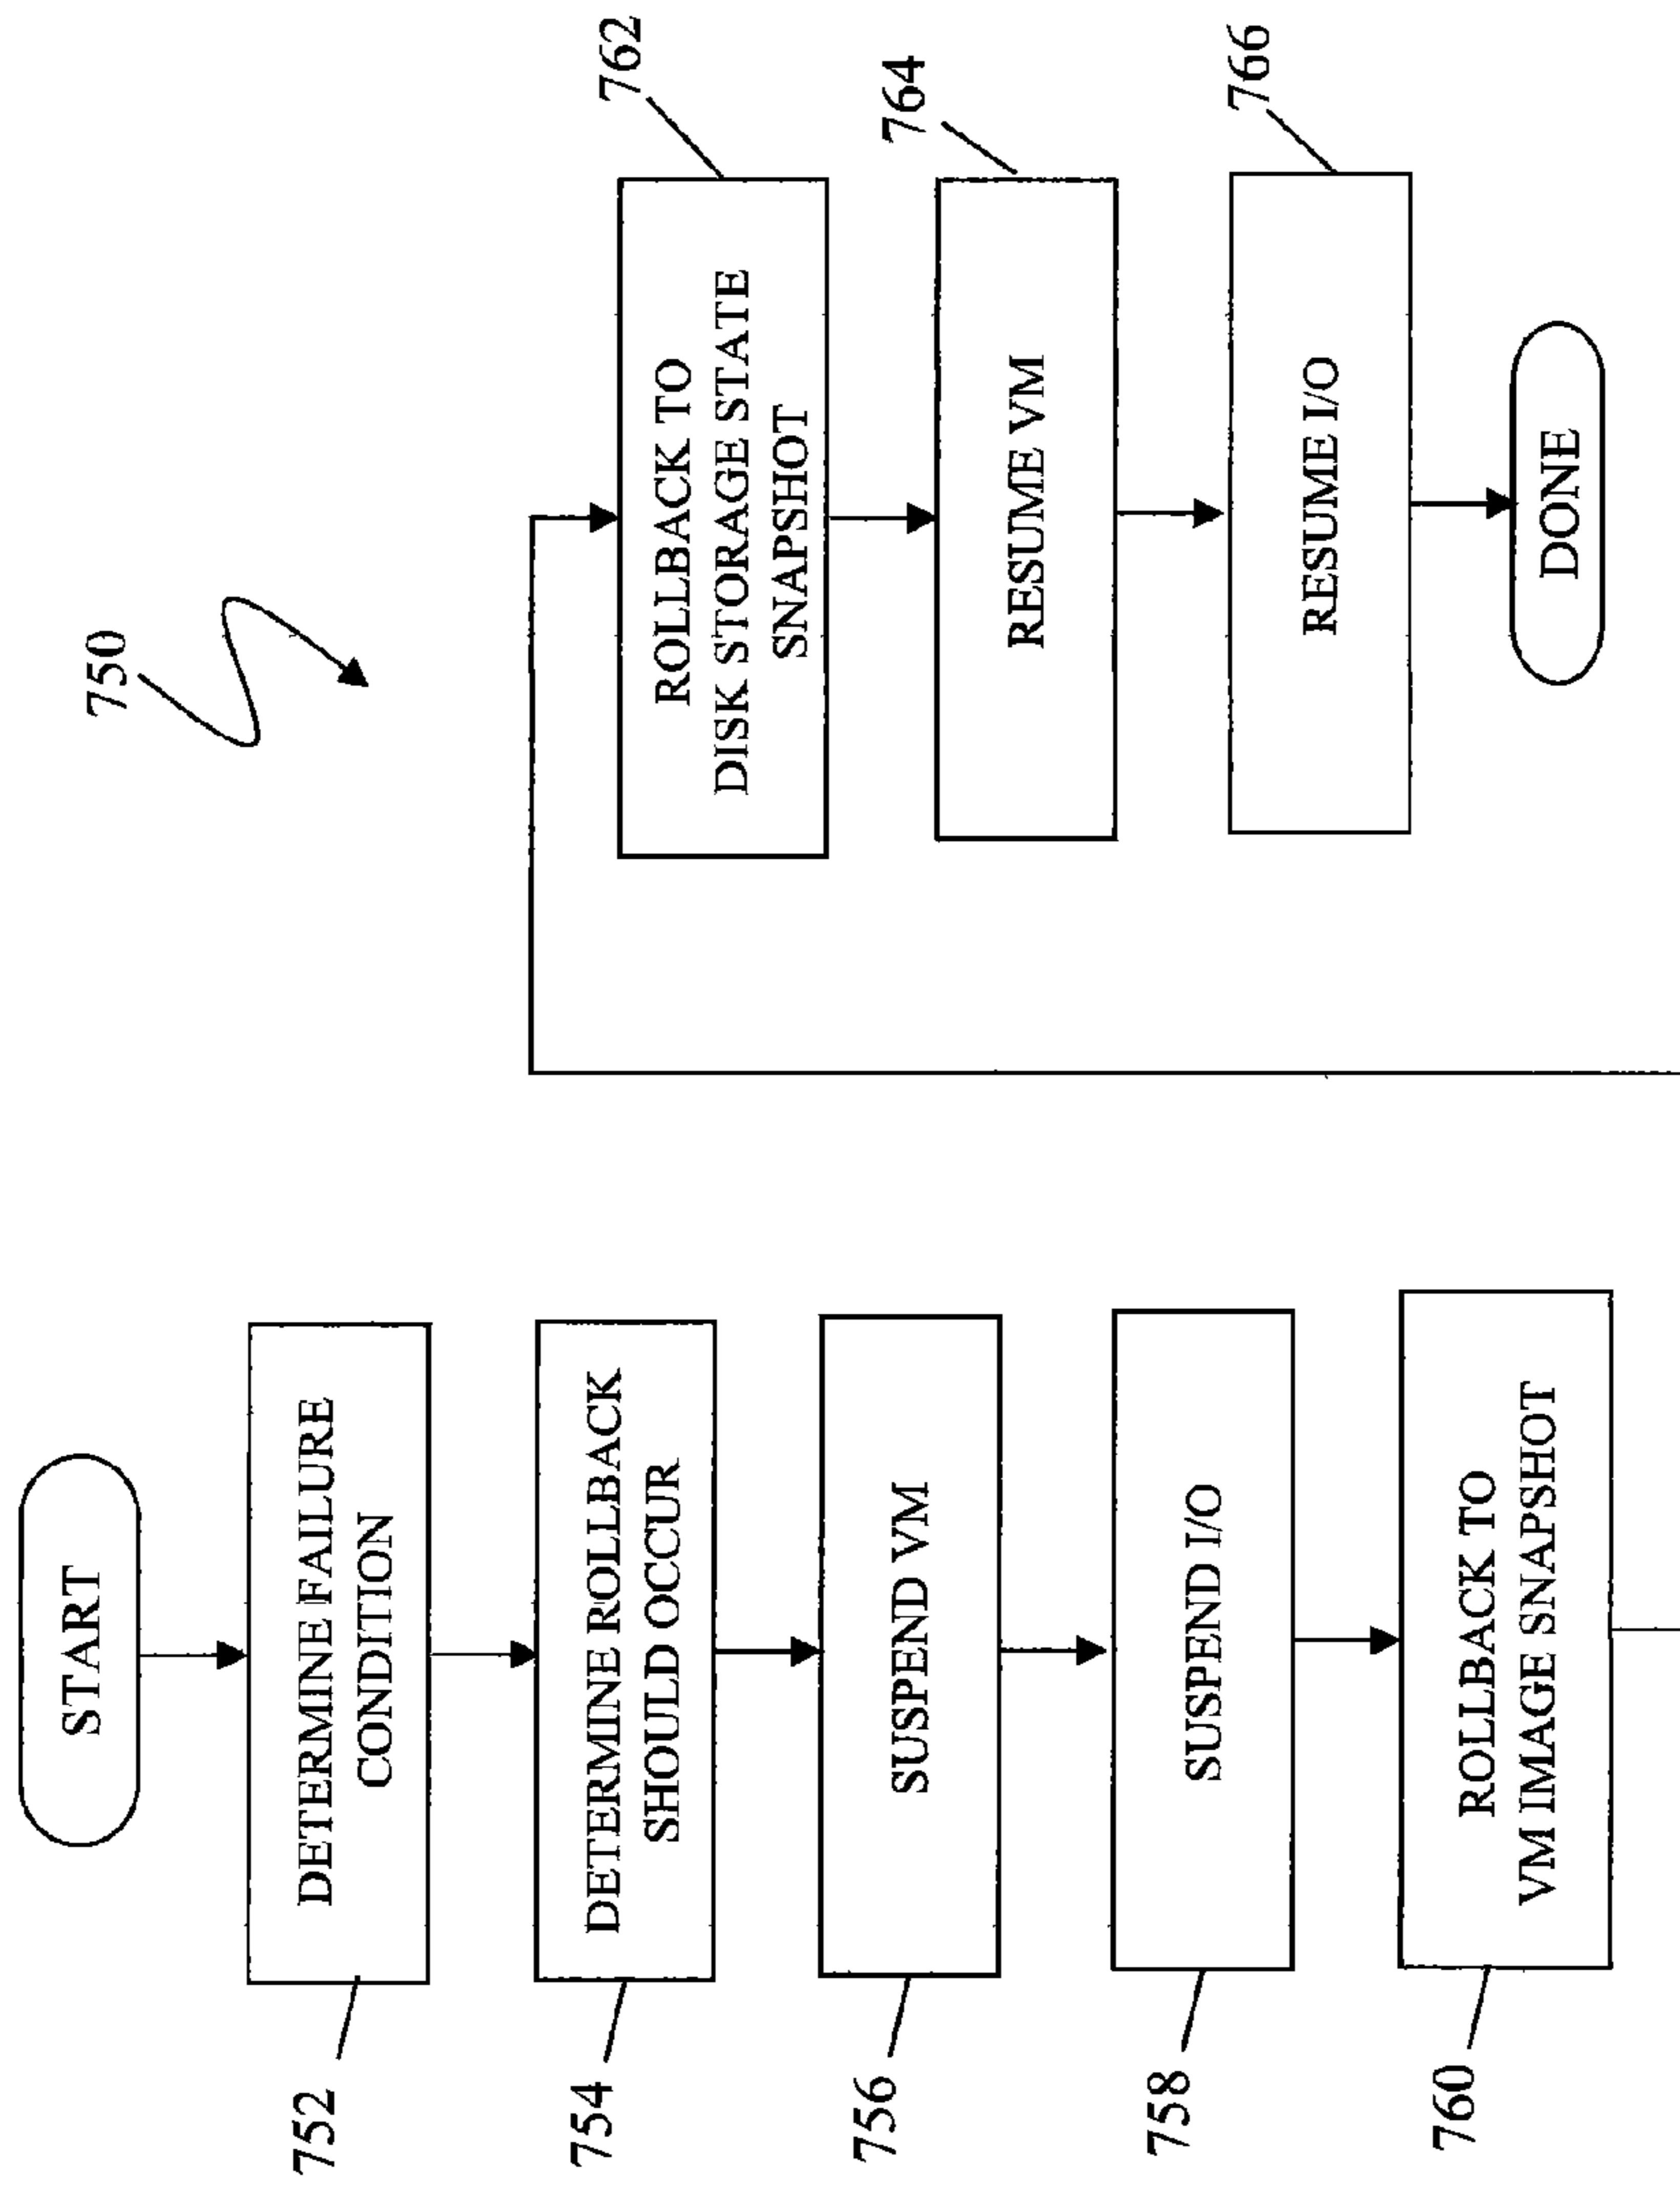 750
START
DETERMINE FAILURE
CONDITION
752
DETERMINE ROLLBACK
SHOULD OCCUR
754
SUSPEND VM
756
SUSPEND I/O
758
ROLLBACK TO
VM IMAGE SNAPSHOT
760
ROLLBACK TO
DISK STORAGE STATE
SNAPSHOT
762
RESUME VM
764
RESUME I/O
766
DONE